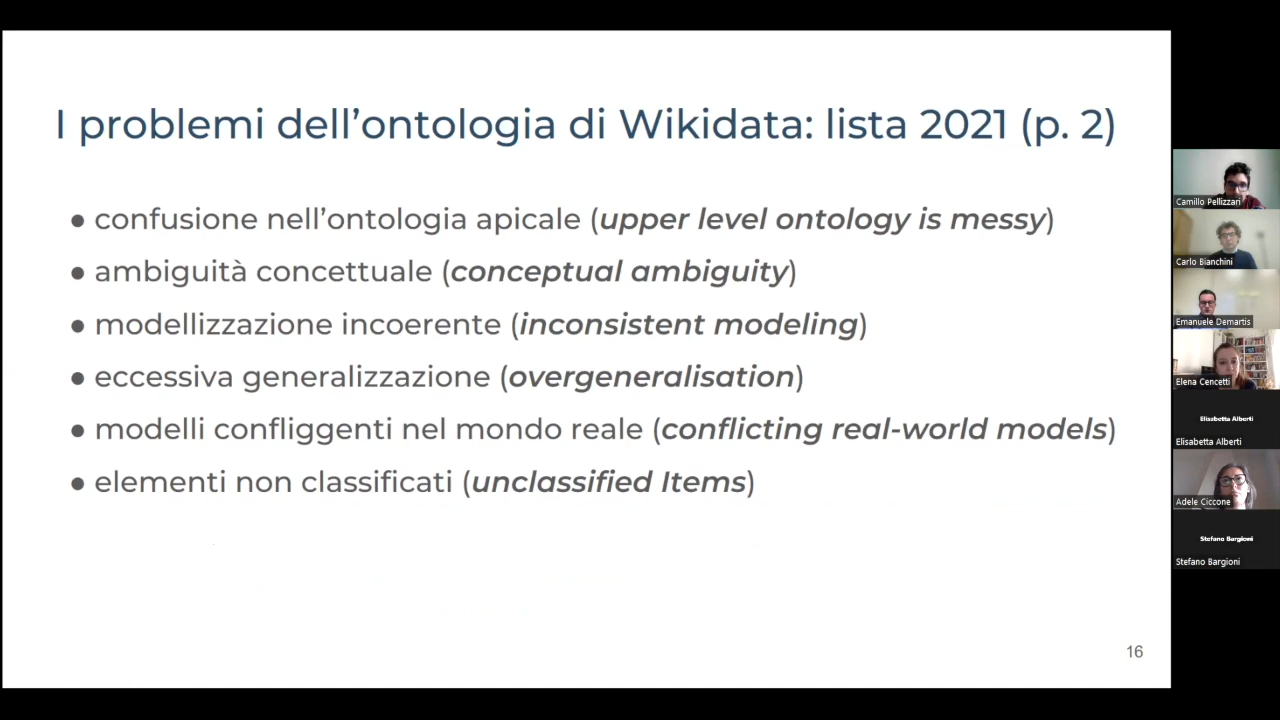 I problemi dell'ontologia di Wikidata: lista 2021 (p. 2)
● confusione nell'ontologia apicale (upper level ontology is messy)
● ambiguità concettuale (conceptual ambiguity)
● modellizzazione incoerente (inconsistent modeling)
● eccessiva generalizzazione (overgeneralisation)
● modelli confliggenti nel mondo reale (conflicting real-world models)
● elementi non classificati (unclassified Items)
16
Camillo Pellizzari
Carlo Bianchini
Emanuele Demartis
Elena Cencetti
Elisabetta Alberti
Elisabetta Alberti
Adele Ciccone
Stefano Bargioni
Stefano Bargioni